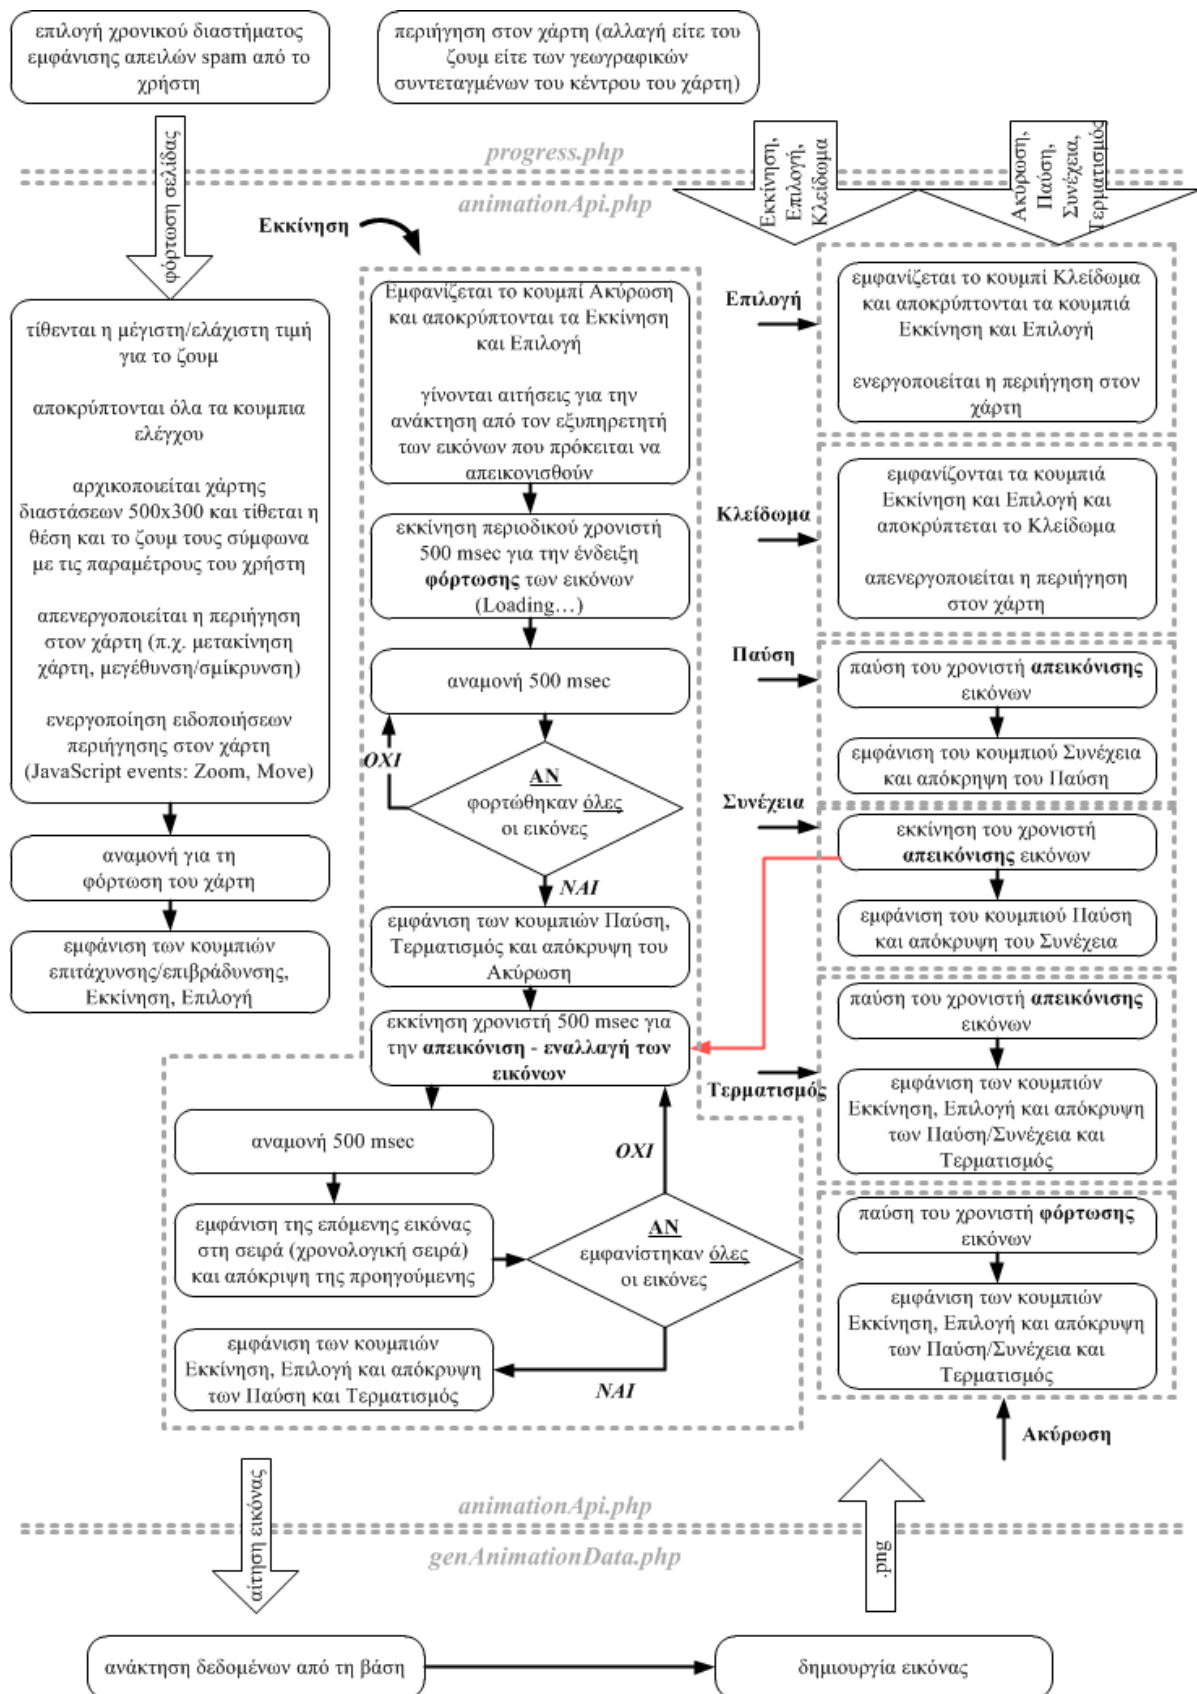 επιλογή χρονικού διαστήματος
εμφάνισης απειλών spam από το
χρήστη
περιήγηση στον χάρτη (αλλαγή είτε του
ζουμ είτε των γεωγραφικών
συντεταγμένων του κέντρου του χάρτη)
φόρτωση σελίδας
progress.php
animationApi.php
Εκκίνηση,
Επιλογή,
Κλείδωμα
Ακύρωση,
Παύση,
Συνέχεια,
Τερματισμός
τίθενται η μέγιστη/ελάχιστη τιμή
για το ζουμ
αποκρύπτονται όλα τα κουμπια
ελέγχου
αρχικοποιείται χάρτης
διαστάσεων 500x300 και τίθεται η
θέση και το ζουμ τους σύμφωνα
με τις παραμέτρους του χρήστη
απενεργοποιείται η περιήγηση
στον χάρτη (π.χ. μετακίνηση
χάρτη, μεγέθυνση/σμίκρυνση)
ενεργοποίηση ειδοποιήσεων
περιήγησης στον χάρτη
(JavaScript events: Zoom, Move)
αναμονή για τη
φόρτωση του χάρτη
εμφάνιση των κουμπιών
επιτάχυνσης/επιβράδυνσης,
Εκκίνηση, Επιλογή
Εκκίνηση
Εμφανίζεται το κουμπί Ακύρωση
και αποκρύπτονται τα Εκκίνηση
και Επιλογή
γίνονται αιτήσεις για την
ανάκτηση από τον εξυπηρετητή
των εικόνων που πρόκειται να
απεικονισθούν
εκκίνηση περιοδικού χρονιστή
500 msec για την ένδειξη
φόρτωσης των εικόνων
(Loading…)
αναμονή 500 msec
ΟΧΙ
ΑΝ
φορτώθηκαν όλες
οι εικόνες
ΝΑΙ
εμφάνιση των κουμπιών Παύση,
Τερματισμός και απόκρυψη του
Ακύρωση
εκκίνηση χρονιστή 500 msec για
την απεικόνιση - εναλλαγή των
εικόνων
αναμονή 500 msec
ΟΧΙ
εμφάνιση της επόμενης εικόνας
στη σειρά (χρονολογική σειρά)
και απόκριψη της προηγούμενης
ΑΝ
εμφανίστηκαν όλες
οι εικόνες
εμφάνιση των κουμπιών
Εκκίνηση, Επιλογή και απόκρυψη
των Παύση και Τερματισμός
ΝΑΙ
Επιλογή
εμφανίζεται το κουμπί Κλείδωμα
και αποκρύπτονται τα κουμπιά
Εκκίνηση και Επιλογή
ενεργοποιείται η περιήγηση στον
χάρτη
Κλείδωμα
εμφανίζονται τα κουμπιά
Εκκίνηση και Επιλογή και
αποκρύπτεται το Κλείδωμα
απενεργοποιείται η περιήγηση
στον χάρτη
Παύση
παύση του χρονιστή απεικόνισης
εικόνων
εμφάνιση του κουμπιού Συνέχεια
και απόκρηψη του Παύση
Συνέχεια
εκκίνηση του χρονιστή
απεικόνισης εικόνων
εμφάνιση του κουμπιού Παύση
και απόκρυψη του Συνέχεια
Τερματισμός
παύση του χρονιστή απεικόνισης
εικόνων
εμφάνιση των κουμπιών
Εκκίνηση, Επιλογή και απόκρυψη
των Παύση/Συνέχεια και
Τερματισμός
παύση του χρονιστή φόρτωσης
εικόνων
εμφάνιση των κουμπιών
Εκκίνηση, Επιλογή και απόκρυψη
των Παύση/Συνέχεια και
Τερματισμός
Ακύρωση
αίτηση εικόνας
animationApi.php
genAnimationData.php
.png
ανάκτηση δεδομένων από τη βάση
δημιουργία εικόνας